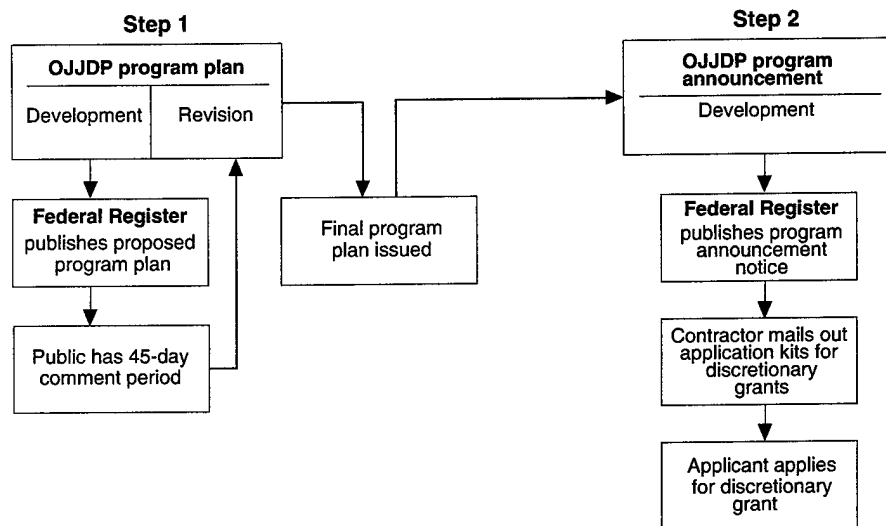 Step 1
OJJDP program plan
Development
Revision
Federal Register
publishes proposed
program plan
Public has 45-day
comment period
Final program
plan issued
Step 2
OJJDP program
announcement
Development
Federal Register
publishes program
announcement
notice
Contractor mails out
application kits for
discretionary
grants
Applicant applies
for discretionary
grant